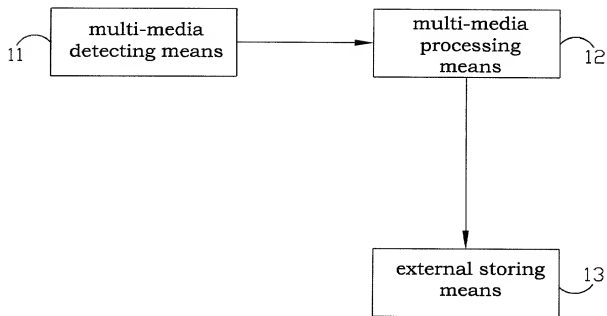 multi-media
detecting means
11
multi-media
processing
means
12
external storing
means
13